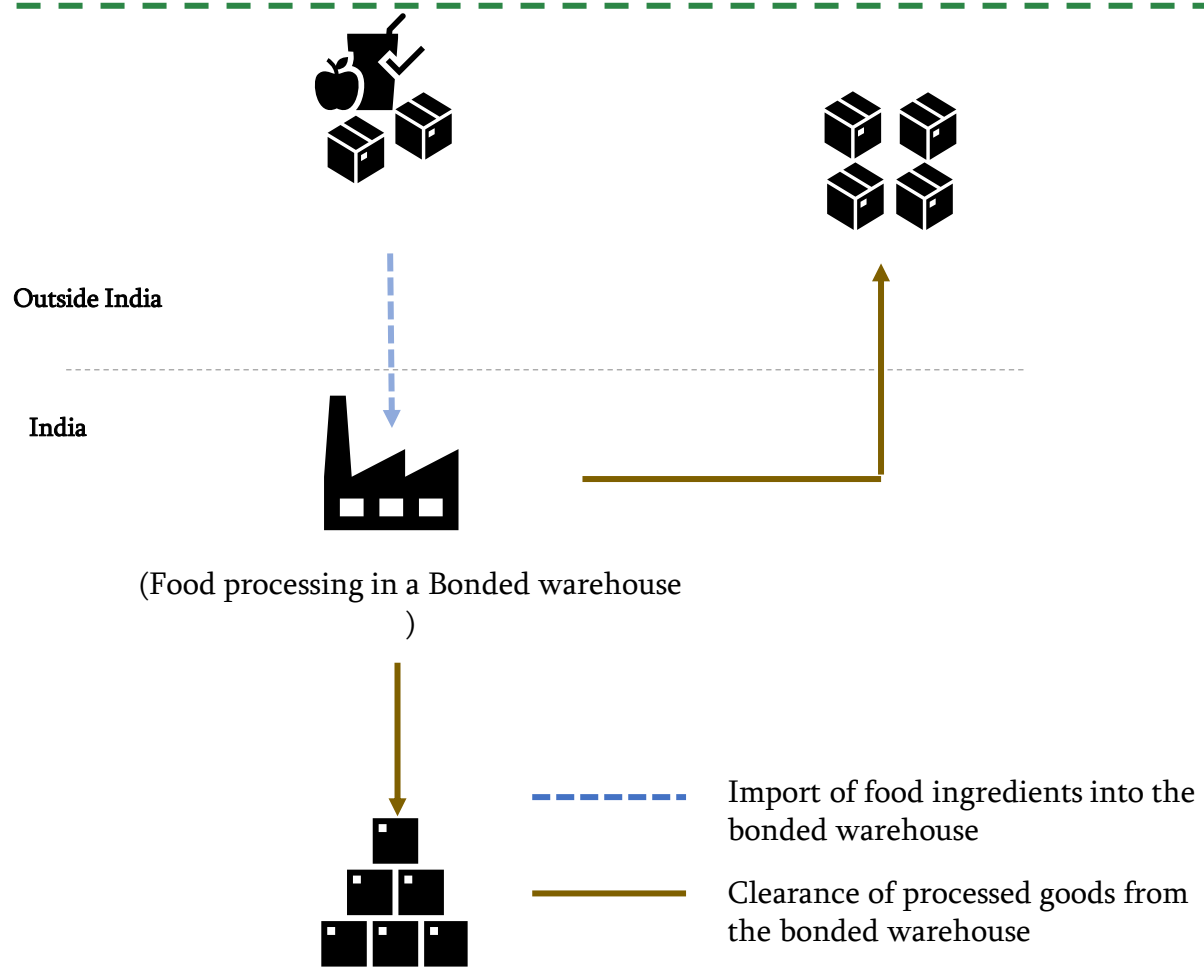 Outside India
India
(Food processing in a Bonded warehouse
)
Import of food ingredients into the
bonded warehouse
Clearance of processed goods from
the bonded warehouse